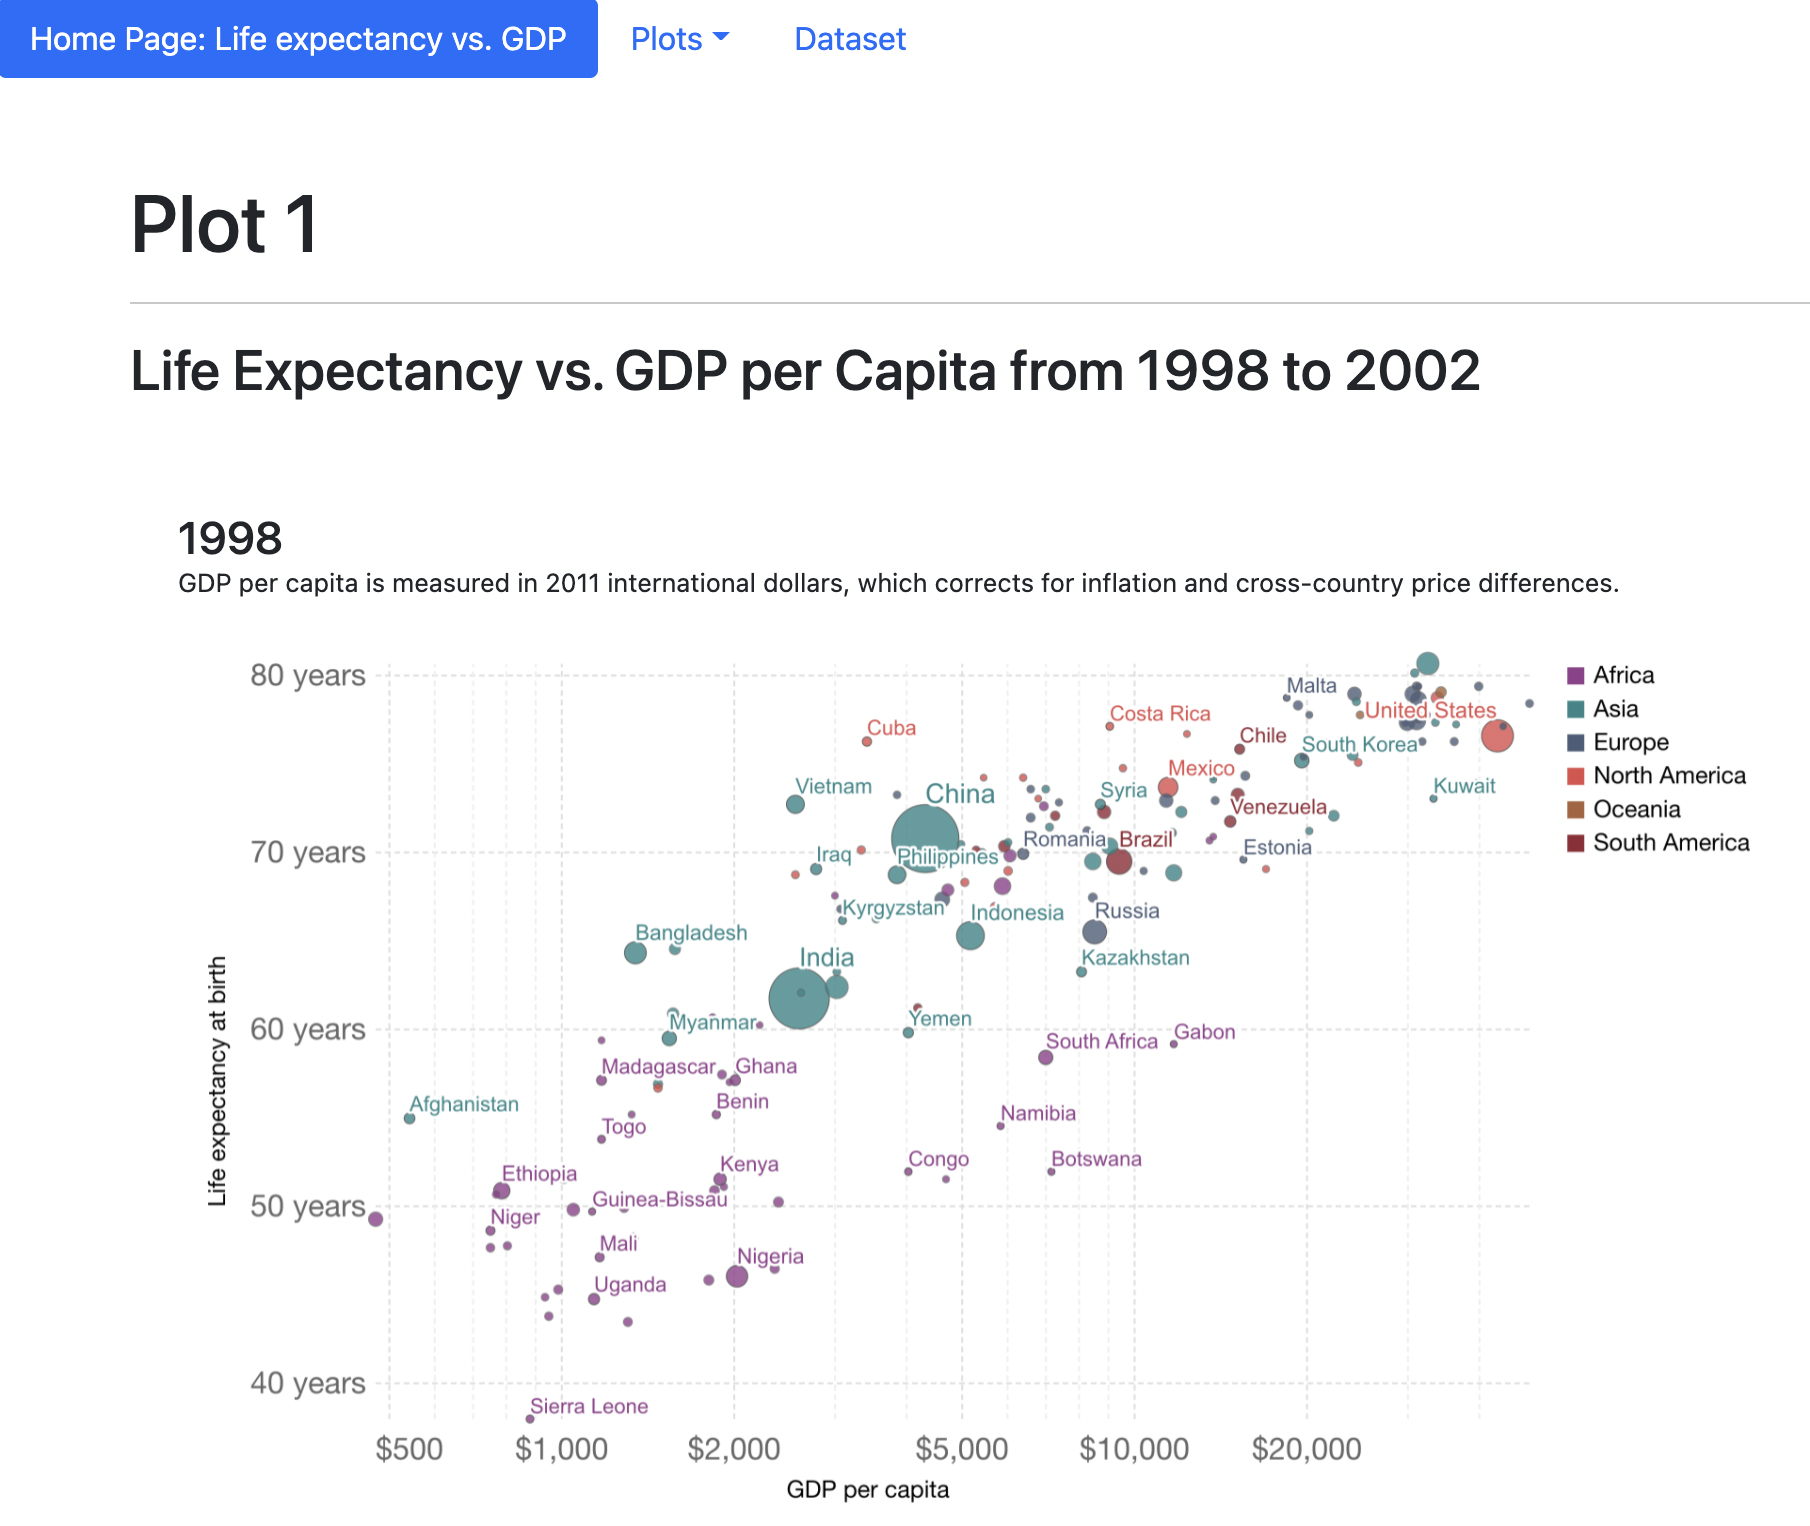 Home Page: Life expectancy vs. GDP
Plots
Dataset
Plot 1
Life Expectancy vs. GDP per Capita from 1998 to 2002
1998
GDP per capita is measured in 2011 international dollars, which corrects for inflation and cross-country price differences.
80 years
70 years
60 years
50 years
40 years
Life expectancy at birth
Malta
United States
Costa Rica
Cuba
Chile
South Korea
Mexico
Kuwait
Vietnam
China
Syria
Venezuela
Romania
Brazil
Estonia
Iraq
Philippines
Kyrgyzstan
Indonesia
Russia
Bangladesh
India
Kazakhstan
Myanmar
Yemen
South Africa
Gabon
Madagascar
Ghana
Afghanistan
Benin
Togo
Namibia
Congo
Botswana
Ethiopia
Kenya
Guinea-Bissau
Niger
Mali
Nigeria
Uganda
Sierra Leone
$500
$1,000
$2,000
$5,000
$10,000
$20,000
GDP per capita
Africa
Asia
Europe
North America
Oceania
South America